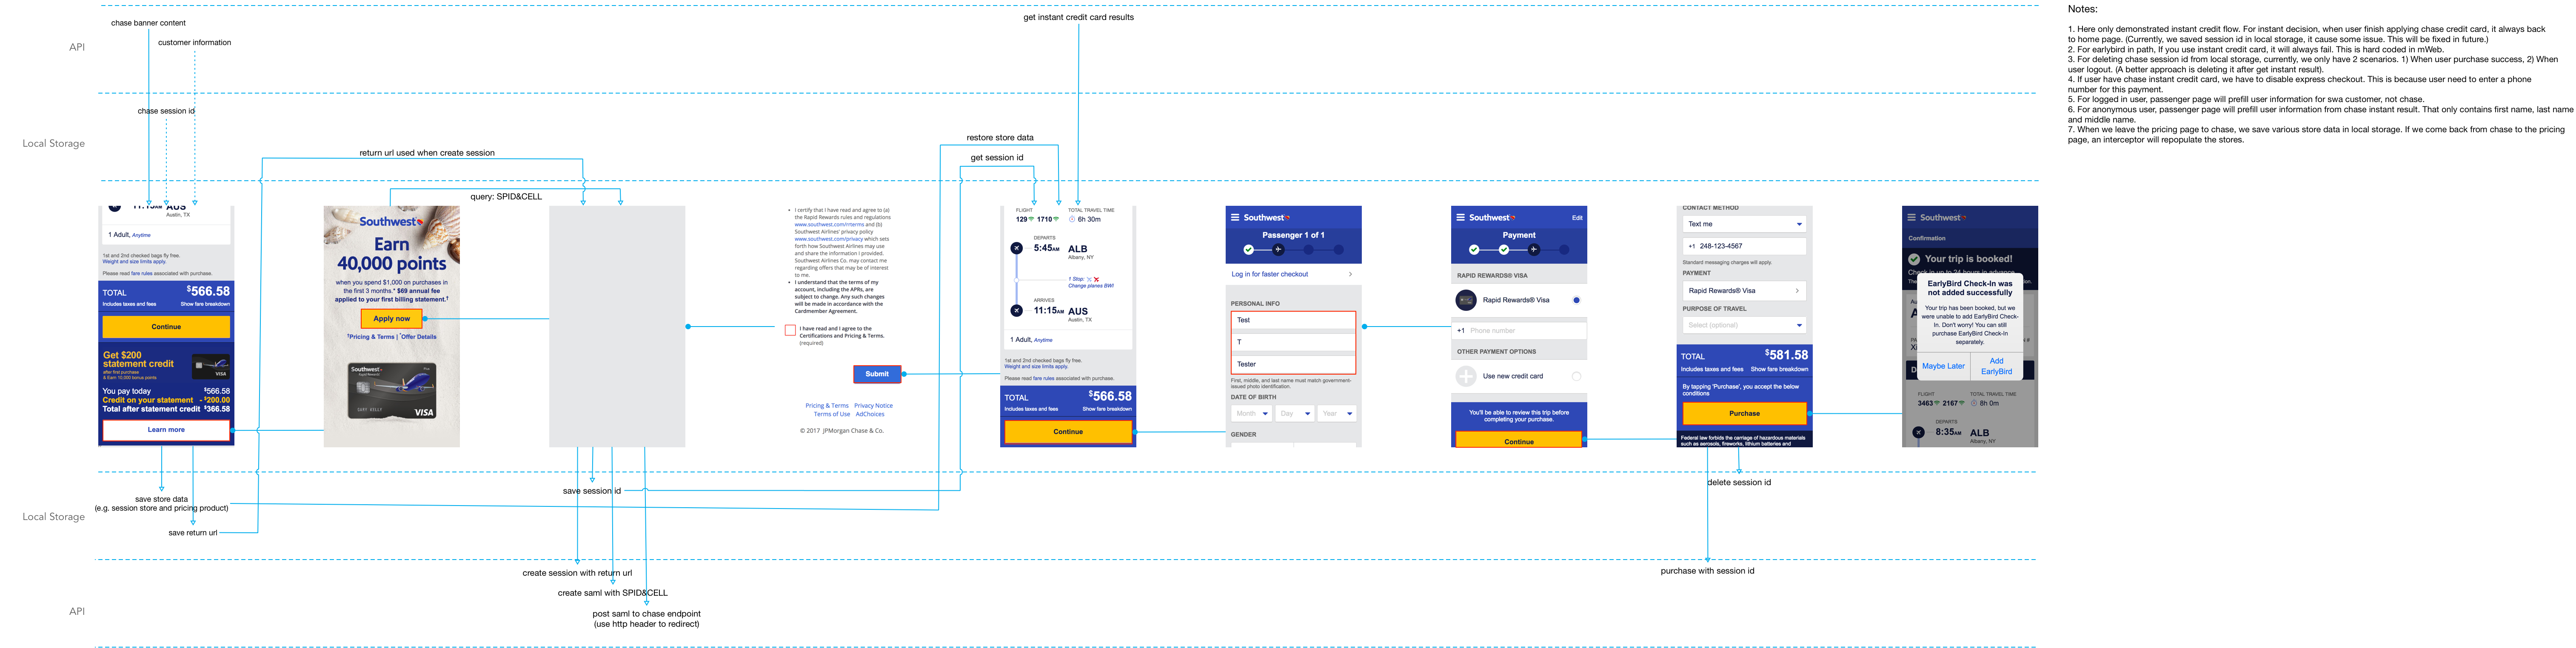 chase banner content
customer information
get instant credit card results
API
chase session id
restore store data
Local Storage
return url used when create session
get session id
query: SPID&CELL
AUS
Austin, TX
1 Adult, Anytime
1st and 2nd checked bags fly free.
Weight and size limits apply.
Please read fare rules associated with purchase.
TOTAL
$566.58
Includes taxes and fees
Show fare breakdown
Continue
Get $200
statement credit
after first purchase
& Earn 10,000 bonus points
VISA
You pay today $566.58
Credit on your statement - $200.00
Total after statement credit $366.58
Learn more
Southwest
Earn
40,000 points
when you spend $1,000 on purchases in
the first 3 months.* $69 annual fee
applied to your first billing statement.†
Apply now
†Pricing & Terms | *Offer Details
Southwest
VISA
• I certify that I have read and agree to (a)
the Rapid Rewards rules and regulations
www.southwest.com/rrterms and (b)
Southwest Airlines' privacy policy
www.southwest.com/privacy which sets
forth how Southwest Airlines may use
and share the information I provided.
Southwest Airlines Co. may contact me
regarding offers that may be of interest
to me.
• I understand that the terms of my
account, including the APRs, are
subject to change. Any such changes
will be made in accordance with the
Cardmember Agreement.
I have read and I agree to the
Certifications and Pricing & Terms.
(required)
Submit
Pricing & Terms Privacy Notice
Terms of Use AdChoices
© 2017 JPMorgan Chase & Co.
FLIGHT
129 1710
TOTAL TRAVEL TIME
6h 30m
DEPARTS
5:45AM ALB
Albany, NY
1 Stop:
Change planes BWI
ARRIVES
11:15AM AUS
Austin, TX
1 Adult, Anytime
1st and 2nd checked bags fly free.
Weight and size limits apply.
Please read fare rules associated with purchase.
TOTAL
$566.58
Includes taxes and fees
Show fare breakdown
Continue
Southwest
Passenger 1 of 1
Log in for faster checkout
PERSONAL INFO
Test
T
Tester
First, middle, and last name must match government-
issued photo identification.
DATE OF BIRTH
Month Day Year
GENDER
Southwest
Edit
Payment
RAPID REWARDS® VISA
Rapid Rewards® Visa
+1 Phone number
OTHER PAYMENT OPTIONS
Use new credit card
You'll be able to review this trip before
completing your purchase.
Continue
CONTACT METHOD
Text me
+1 248-123-4567
Standard messaging charges will apply.
PAYMENT
Rapid Rewards® Visa
PURPOSE OF TRAVEL
Select (optional)
TOTAL
$581.58
Includes taxes and fees
Show fare breakdown
By tapping 'Purchase', you accept the below
conditions
Purchase
Federal law forbids the carriage of hazardous materials
such as aerosols, fireworks, lithium batteries and
Southwest
Confirmation
Your trip is booked!
EarlyBird Check-In was
not added successfully
Your trip has been booked, but we
were unable to add EarlyBird Check-
In. Don't worry! You can still
purchase EarlyBird Check-In
separately.
Maybe Later
Add
EarlyBird
FLIGHT
3463 2167
TOTAL TRAVEL TIME
8h 0m
DEPARTS
8:35AM ALB
Albany, NY
save store data
(e.g. session store and pricing product)
save session id
delete session id
Local Storage
save return url
create session with return url
purchase with session id
create saml with SPID&CELL
API
post saml to chase endpoint
(use http header to redirect)
Notes:
1. Here only demonstrated instant credit flow. For instant decision, when user finish applying chase credit card, it always back
to home page. (Currently, we saved session id in local storage, it cause some issue. This will be fixed in future.)
2. For earlybird in path, If you use instant credit card, it will always fail. This is hard coded in mWeb.
3. For deleting chase session id from local storage, currently, we only have 2 scenarios. 1) When user purchase success, 2) When
user logout. (A better approach is deleting it after get instant result).
4. If user have chase instant credit card, we have to disable express checkout. This is because user need to enter a phone
number for this payment.
5. For logged in user, passenger page will prefill user information for swa customer, not chase.
6. For anonymous user, passenger page will prefill user information from chase instant result. That only contains first name, last name
and middle name.
7. When we leave the pricing page to chase, we save various store data in local storage. If we come back from chase to the pricing
page, an interceptor will repopulate the stores.